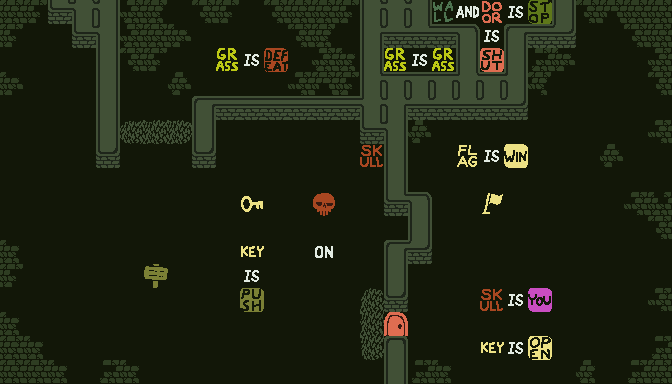 WALL AND DOOR IS STOP
IS
SHUT
GRASS IS DEFEAT
GRASS IS GRASS
SKULL
FLAG IS WIN
KEY
IS
PUSH
ON
SKULL IS YOU
KEY IS OPEN